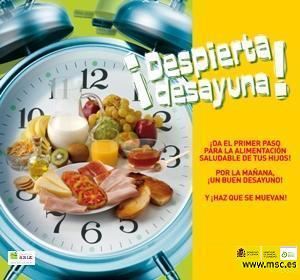 ¡Despierta
desayuna!
¡DA EL PRIMER PASO
PARA LA ALIMENTACIÓN
SALUDABLE DE TUS HIJOS!
POR LA MAÑANA,
¡UN BUEN DESAYUNO!
Y ¡HAZ QUE SE MUEVAN!
www.msc.es